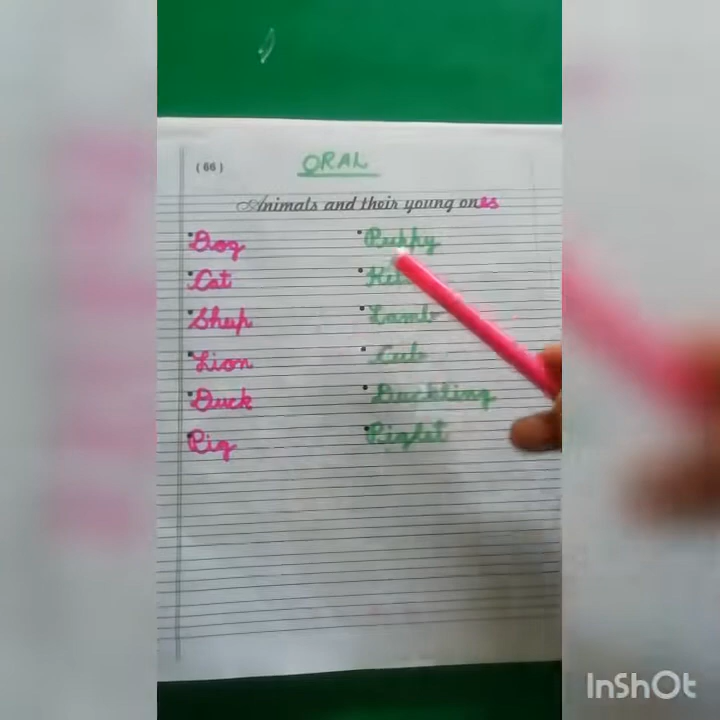 ( 66 )
ORAL
Animals and their young ones
Dog Puppy
Cat
Sheep Lamb
Lion Cub
Duck Duckling
Pig Piglet
InShOt